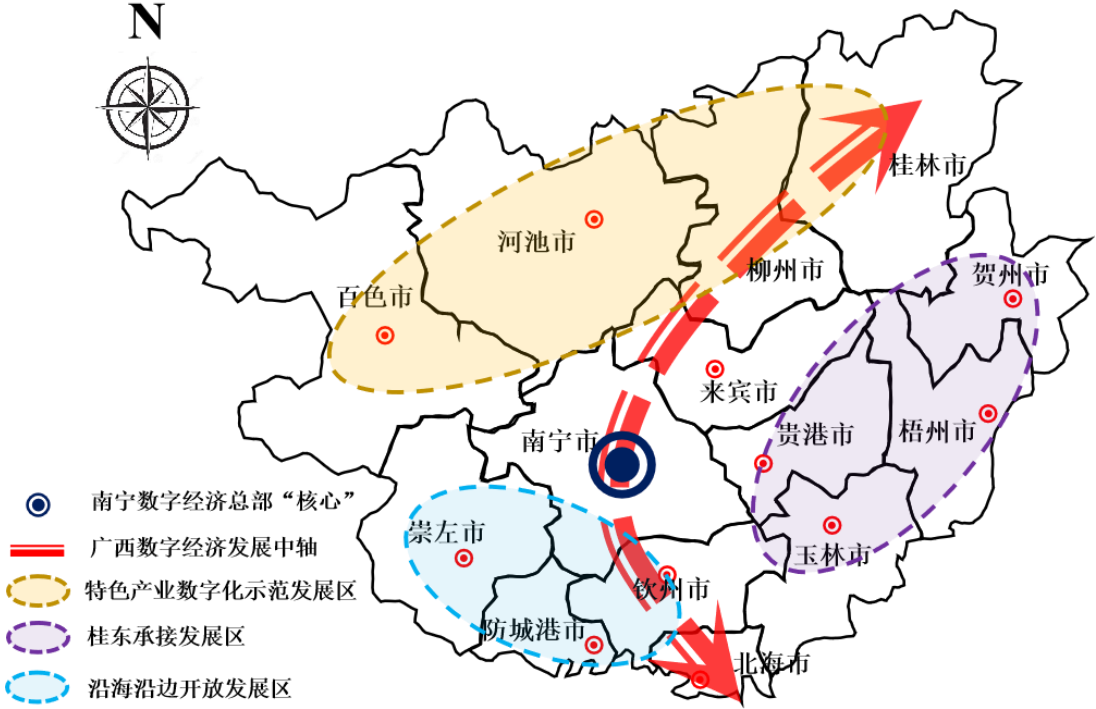 N
桂林市
河池市
柳州市
贺州市
百色市
来宾市
南宁市
贵港市
梧州市
崇左市
玉林市
钦州市
防城港市
北海市
南宁数字经济总部“核心”
广西数字经济发展中轴
特色产业数字化示范发展区
桂东承接发展区
沿海沿边开放发展区